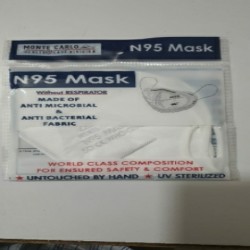 MONTE CARLO
N95 Mask
N95 Mask
Without RESPIRATOR
MADE OF
ANTI MICROBIAL
& ANTI BACTERIAL
FABRIC
WORLD CLASS COMPOSITION
FOR ENSURED SAFETY & COMFORT
★ UNTOUCHED BY HAND ★ UV STERILIZED